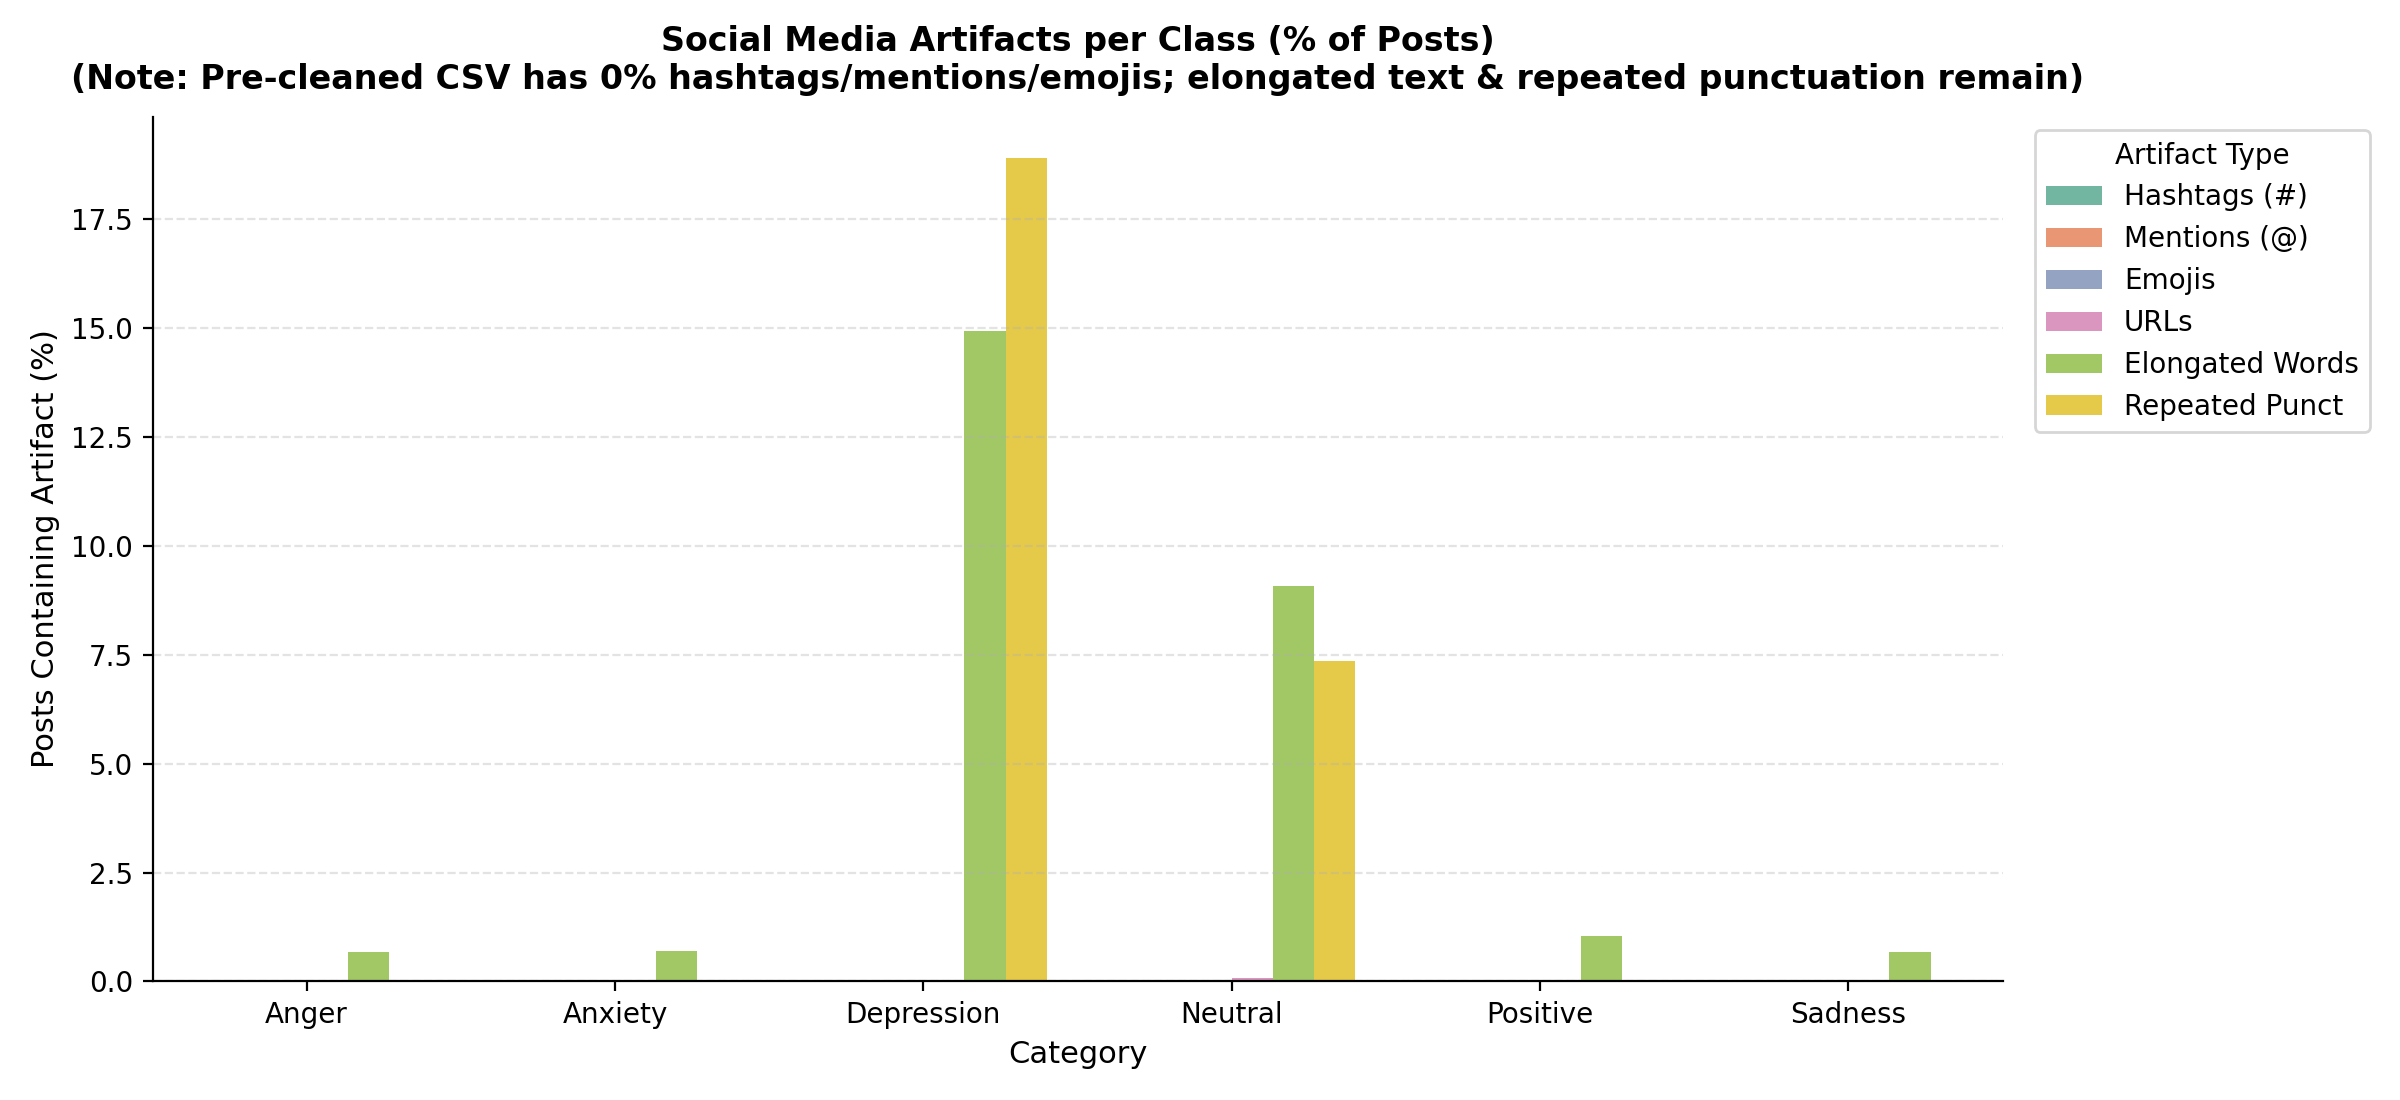 Social Media Artifacts per Class (% of Posts)
(Note: Pre-cleaned CSV has 0% hashtags/mentions/emojis; elongated text & repeated punctuation remain)
Artifact Type
Hashtags (#)
Mentions (@)
Emojis
URLs
Elongated Words
Repeated Punct
Posts Containing Artifact (%)
17.5
15.0
12.5
10.0
7.5
5.0
2.5
0.0
Anger
Anxiety
Depression
Neutral
Positive
Sadness
Category